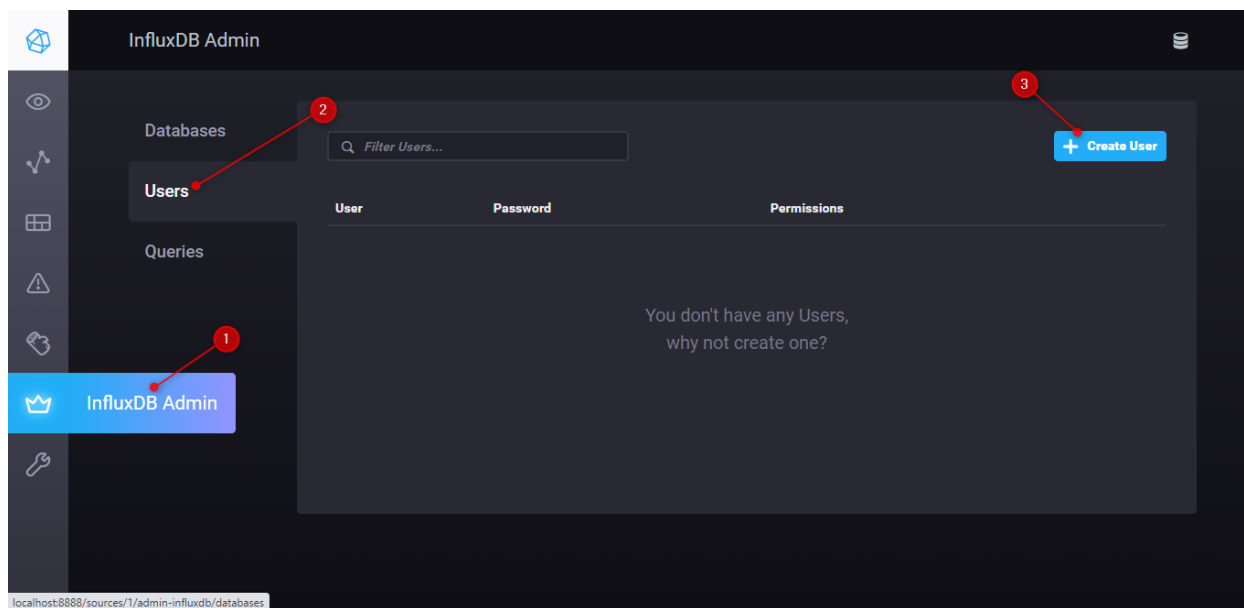 InfluxDB Admin
3
2
Databases
Filter Users...
+ Create User
Users
User Password Permissions
Queries
You don't have any Users,
why not create one?
1
InfluxDB Admin
localhost:8888/sources/1/admin-influxdb/databases